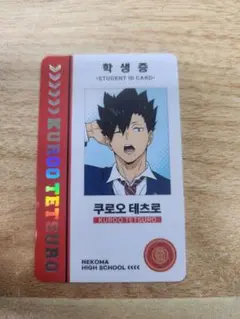 학생증
<STUDENT ID CARD>
KUROO TETSURO
쿠로오 테츠로
KUROO TETSURO
NEKOMA
HIGH SCHOOL <<<<